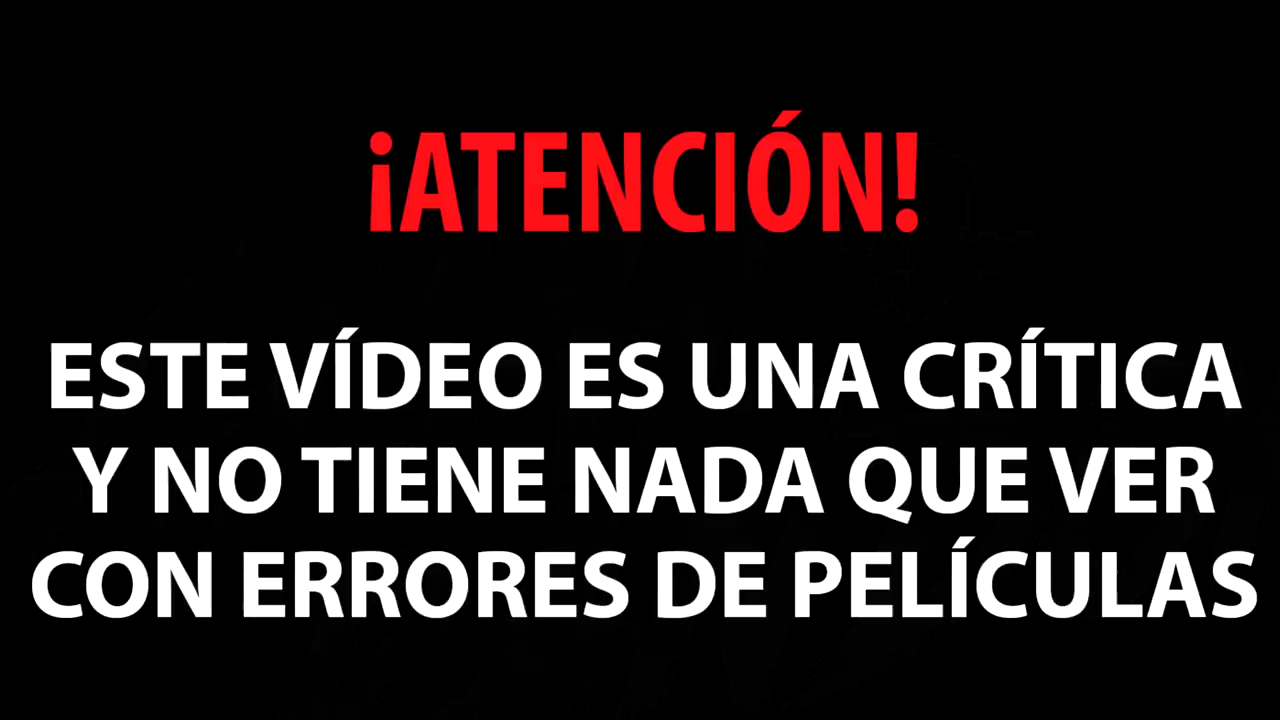 ¡ATENCIÓN!
ESTE VÍDEO ES UNA CRÍTICA
Y NO TIENE NADA QUE VER
CON ERRORES DE PELÍCULAS